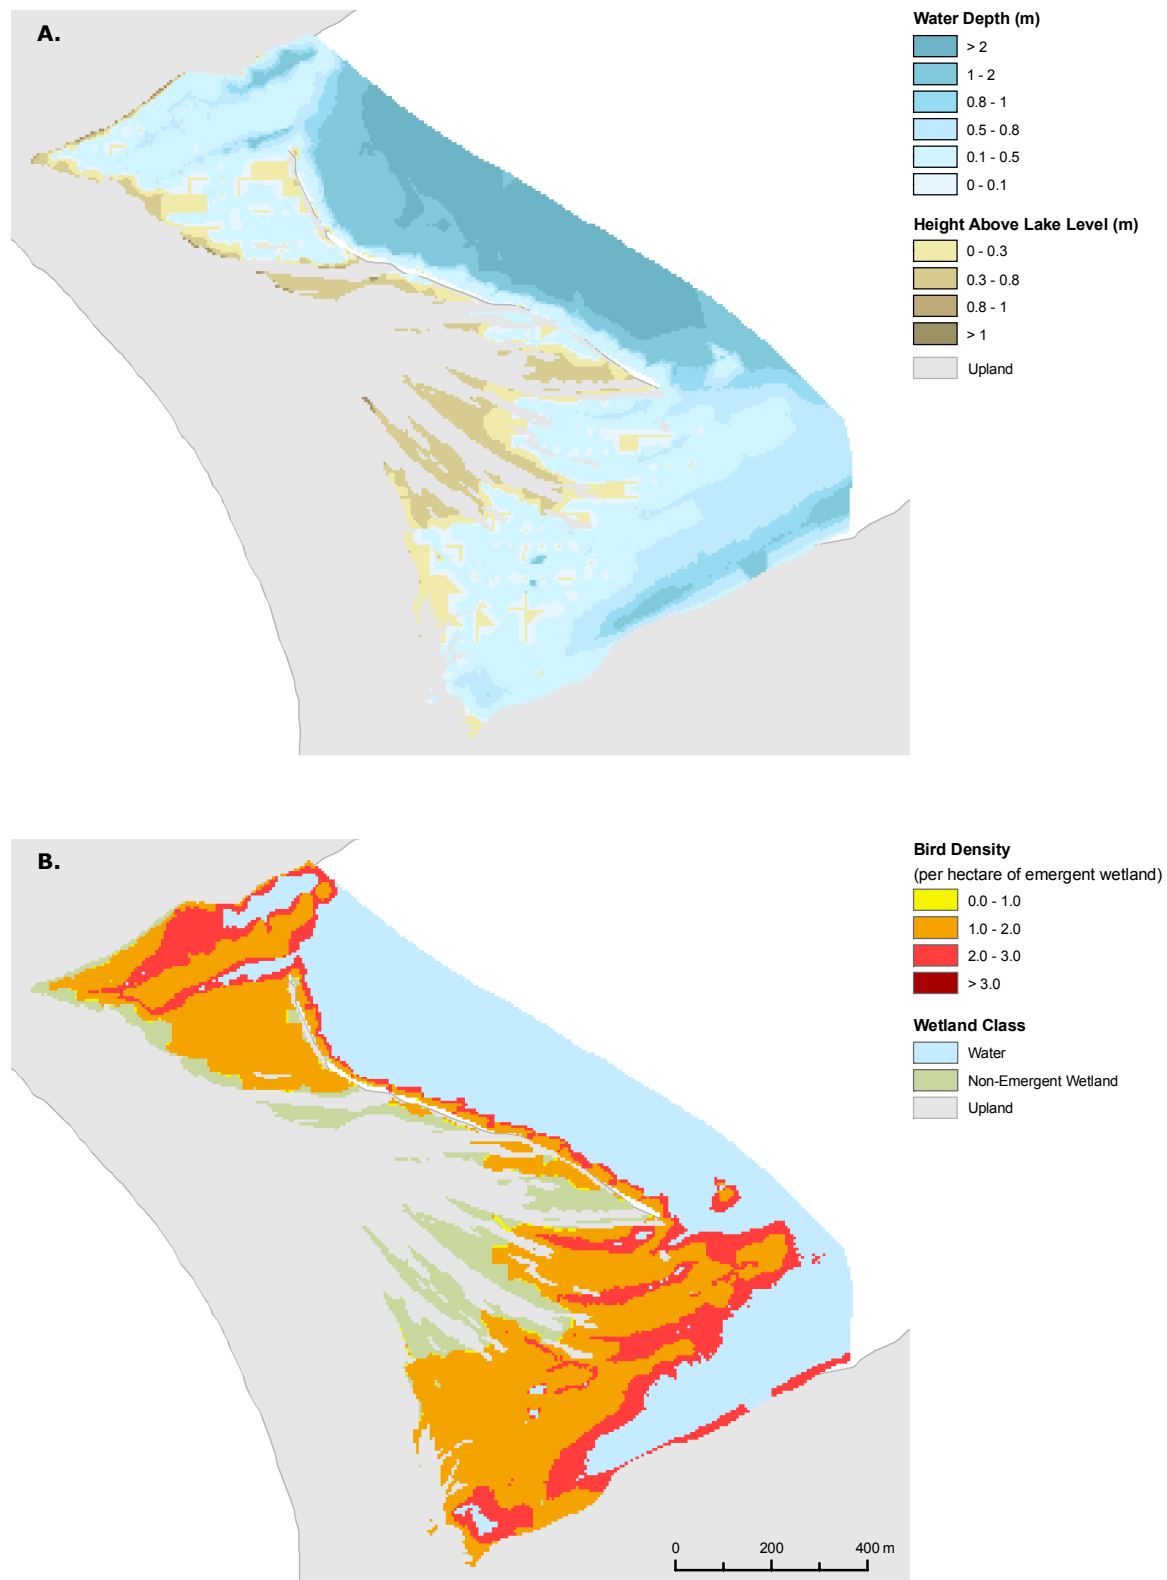 A.
Water Depth (m)
> 2
1 - 2
0.8 - 1
0.5 - 0.8
0.1 - 0.5
0 - 0.1
Height Above Lake Level (m)
0 - 0.3
0.3 - 0.8
0.8 - 1
> 1
Upland
B.
Bird Density
(per hectare of emergent wetland)
0.0 - 1.0
1.0 - 2.0
2.0 - 3.0
> 3.0
Wetland Class
Water
Non-Emergent Wetland
Upland
0 200 400 m